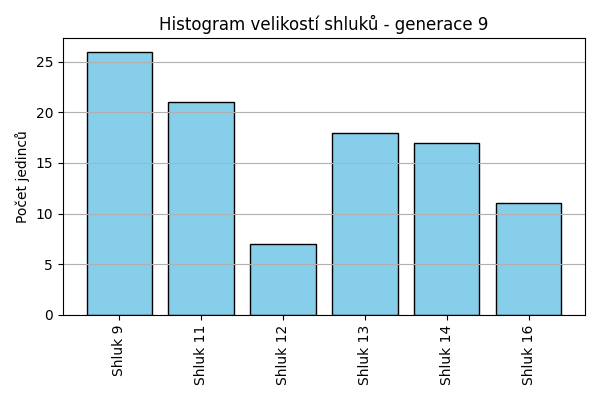 Histogram velikostí shluků - generace 9
Počet jedinců
25
20
15
10
5
0
Shluk 9
Shluk 11
Shluk 12
Shluk 13
Shluk 14
Shluk 16